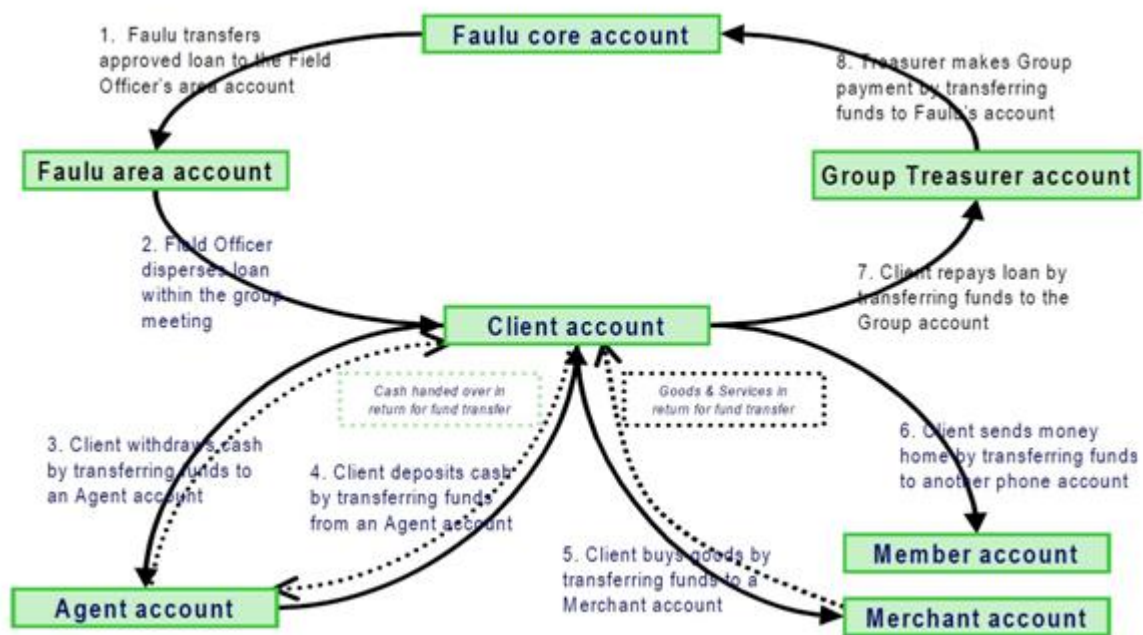 Faulu core account
1. Faulu transfers
approved loan to the Field
Officer's area account
8. Treasurer makes Group
payment by transferring
funds to Faulu's account
Faulu area account
Group Treasurer account
2. Field Officer
disperses loan
within the group
meeting
7. Client repays loan by
transferring funds to the
Group account
Client account
Cash handed over in
return for fund transfer
Goods & Services in
return for fund transfer
3. Client withdraws cash
by transferring funds to
an Agent account
4. Client deposits cash
by transferring funds
from an Agent account
6. Client sends money
home by transferring funds
to another phone account
5. Client buys goods by
transferring funds to a
Merchant account
Member account
Agent account
Merchant account